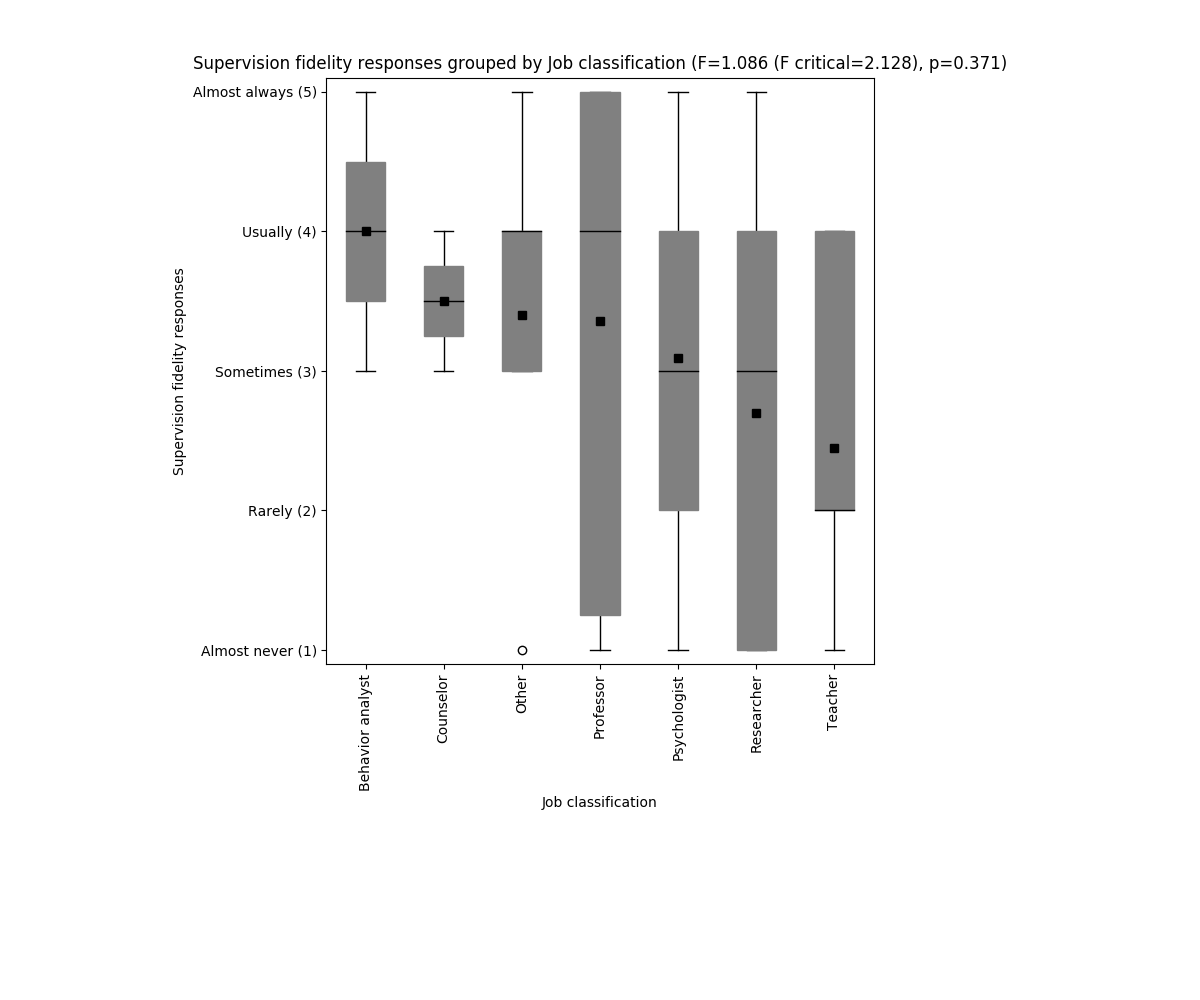 Supervision fidelity responses grouped by Job classification (F=1.086 (F critical=2.128), p=0.371)
Supervision fidelity responses
Almost always (5)
Usually (4)
Sometimes (3)
Rarely (2)
Almost never (1)
Behavior analyst
Counselor
Other
Professor
Psychologist
Researcher
Teacher
Job classification